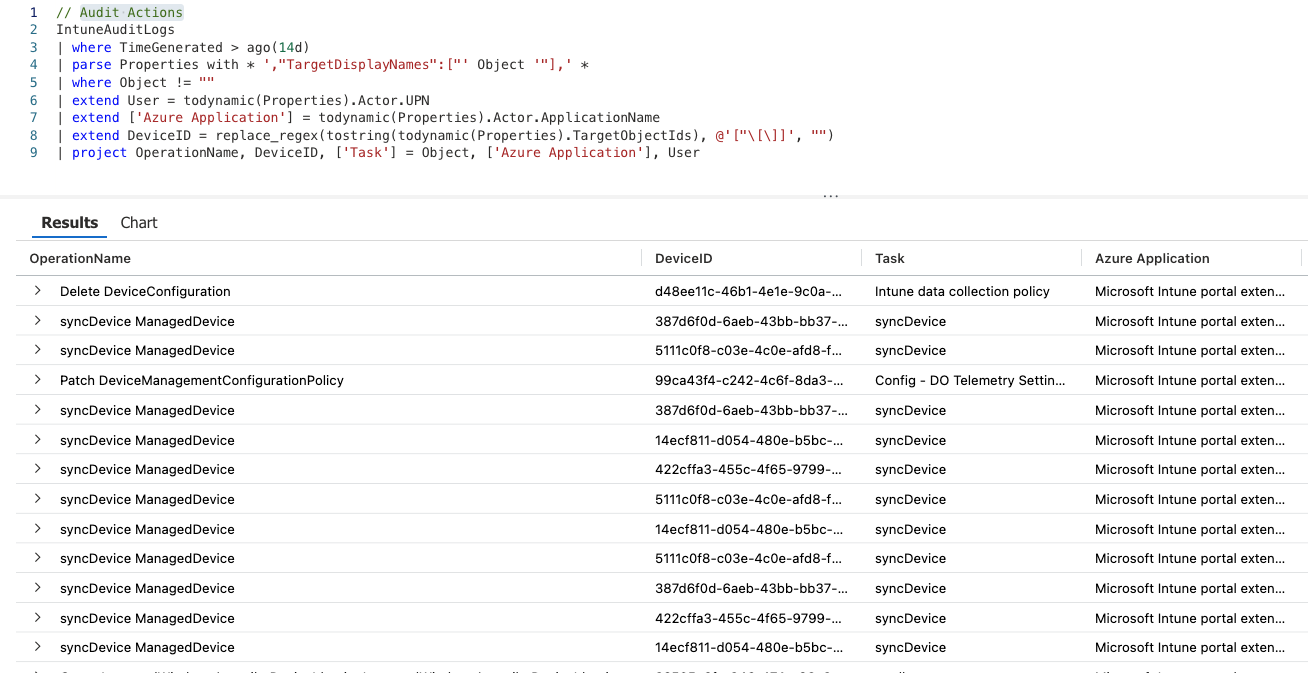 1 // Audit Actions
2 IntuneAuditLogs
3 | where TimeGenerated > ago(14d)
4 | parse Properties with * ',"TargetDisplayNames":["' Object '"],' *
5 | where Object != ""
6 | extend User = todynamic(Properties).Actor.UPN
7 | extend ['Azure Application'] = todynamic(Properties).Actor.ApplicationName
8 | extend DeviceID = replace_regex(tostring(todynamic(Properties).TargetObjectIds), @'["\[\]]', "")
9 | project OperationName, DeviceID, ['Task'] = Object, ['Azure Application'], User
...
Results Chart
OperationName DeviceID Task Azure Application
Delete DeviceConfiguration d48ee11c-46b1-4e1e-9c0a-... Intune data collection policy Microsoft Intune portal exten...
syncDevice ManagedDevice 387d6f0d-6aeb-43bb-bb37-... syncDevice Microsoft Intune portal exten...
syncDevice ManagedDevice 5111c0f8-c03e-4c0e-afd8-f... syncDevice Microsoft Intune portal exten...
Patch DeviceManagementConfigurationPolicy 99ca43f4-c242-4c6f-8da3-... Config - DO Telemetry Settin... Microsoft Intune portal exten...
syncDevice ManagedDevice 387d6f0d-6aeb-43bb-bb37-... syncDevice Microsoft Intune portal exten...
syncDevice ManagedDevice 14ecf811-d054-480e-b5bc-... syncDevice Microsoft Intune portal exten...
syncDevice ManagedDevice 422cffa3-455c-4f65-9799-... syncDevice Microsoft Intune portal exten...
syncDevice ManagedDevice 5111c0f8-c03e-4c0e-afd8-f... syncDevice Microsoft Intune portal exten...
syncDevice ManagedDevice 14ecf811-d054-480e-b5bc-... syncDevice Microsoft Intune portal exten...
syncDevice ManagedDevice 5111c0f8-c03e-4c0e-afd8-f... syncDevice Microsoft Intune portal exten...
syncDevice ManagedDevice 387d6f0d-6aeb-43bb-bb37-... syncDevice Microsoft Intune portal exten...
syncDevice ManagedDevice 422cffa3-455c-4f65-9799-... syncDevice Microsoft Intune portal exten...
syncDevice ManagedDevice 14ecf811-d054-480e-b5bc-... syncDevice Microsoft Intune portal exten...